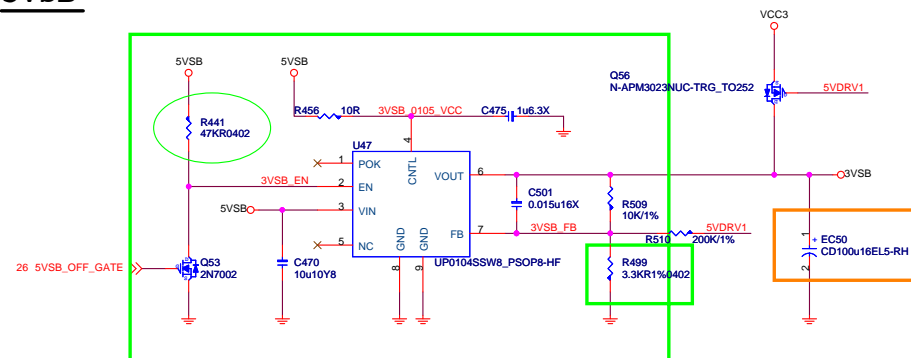 VCC3
5VSB
5VSB
Q56
N-APM3023NUC-TRG_TO252
5VDRV1
R441
47KR0402
R456
10R
3VSB_0105_VCC
C475
1u6.3X
4
U47
1
POK
CNTL
3VSB_EN
2
EN
VOUT
6
3VSB
C501
0.015u16X
R509
10K/1%
5VSB
3
VIN
7
FB
3VSB_FB
5VDRV1
R510
200K/1%
1
+
EC50
CD100u16EL5-RH
2
5
NC
GND
GND
UP0104SSW8_PSOP8-HF
R499
3.3KR1%0402
26 5VSB_OFF_GATE
Q53
2N7002
C470
10u10Y8
8
9